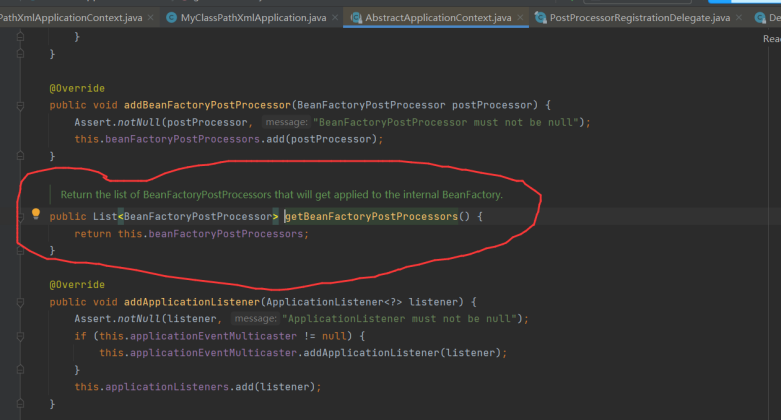 PathXmlApplicationContext.java MyClassPathXmlApplication.java AbstractApplicationContext.java PostProcessorRegistrationDelegate.java De
Read
}
}
@Override
public void addBeanFactoryPostProcessor(BeanFactoryPostProcessor postProcessor) {
Assert.notNull(postProcessor, message: "BeanFactoryPostProcessor must not be null");
this.beanFactoryPostProcessors.add(postProcessor);
}
Return the list of BeanFactoryPostProcessors that will get applied to the internal BeanFactory.
public List<BeanFactoryPostProcessor> getBeanFactoryPostProcessors() {
return this.beanFactoryPostProcessors;
}
@Override
public void addApplicationListener(ApplicationListener<?> listener) {
Assert.notNull(listener, message: "ApplicationListener must not be null");
if (this.applicationEventMulticaster != null) {
this.applicationEventMulticaster.addApplicationListener(listener);
}
this.applicationListeners.add(listener);
}